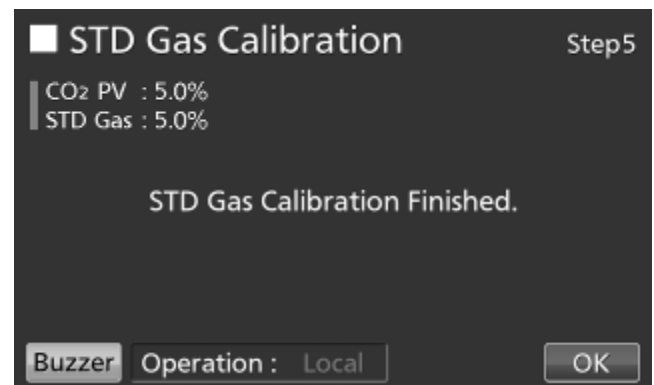 STD Gas Calibration Step5
CO₂ PV : 5.0%
STD Gas : 5.0%
STD Gas Calibration Finished.
Buzzer Operation : Local OK